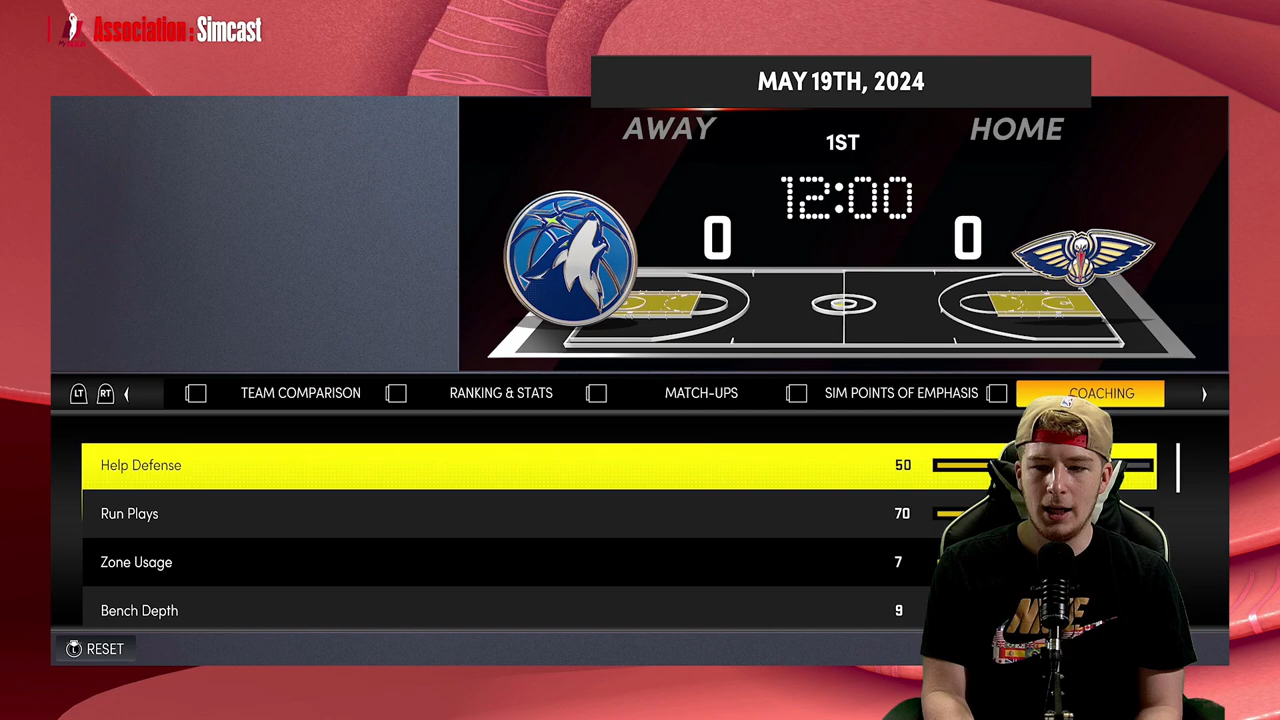 Association: Simcast
MAY 19TH, 2024
AWAY
HOME
1ST
12:00
0
0
LT RT TEAM COMPARISON RANKING & STATS MATCH-UPS SIM POINTS OF EMPHASIS COACHING
Help Defense 50
Run Plays 70
Zone Usage 7
Bench Depth 9
L RESET